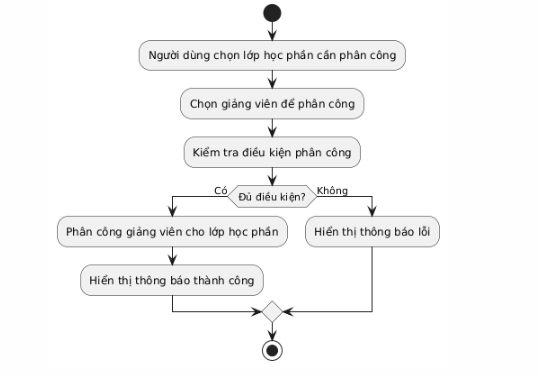 Người dùng chọn lớp học phần cần phân công
Chọn giảng viên để phân công
Kiểm tra điều kiện phân công
Có
Đủ điều kiện?
Không
Phân công giảng viên cho lớp học phần
Hiển thị thông báo lỗi
Hiển thị thông báo thành công